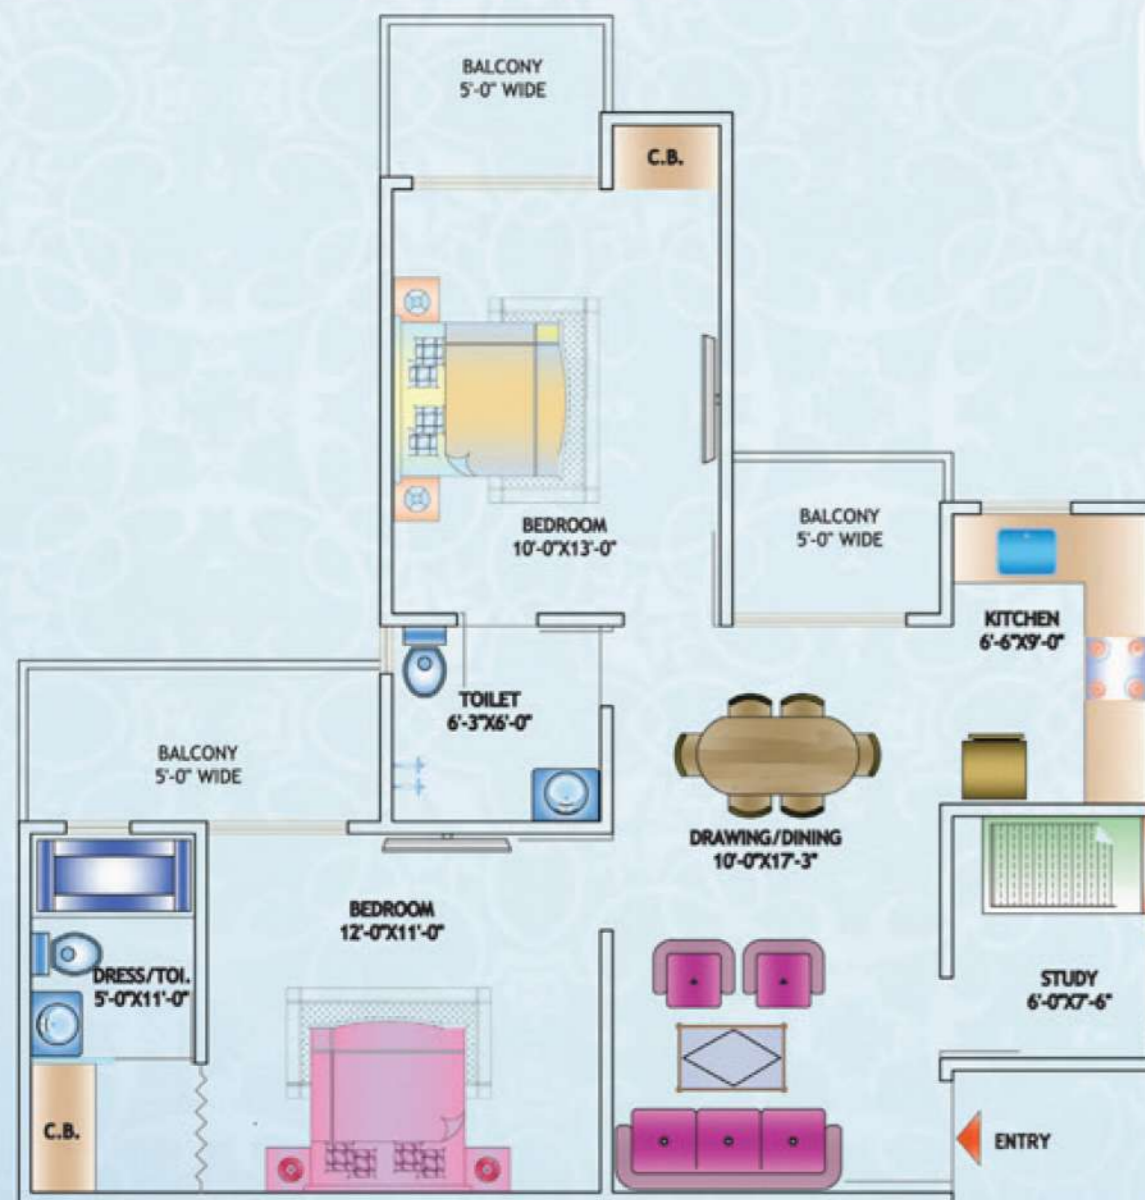 BALCONY
5'-0" WIDE
C.B.
BEDROOM
10'-0"X13'-0"
BALCONY
5'-0" WIDE
KITCHEN
6'-6"X9'-0"
TOILET
6'-3"X6'-0"
BALCONY
5'-0" WIDE
DRAWING/DINING
10'-0"X17'-3"
BEDROOM
12'-0"X11'-0"
DRESS/TOI.
5'-0"X11'-0"
STUDY
6'-0"X7'-6"
C.B.
ENTRY